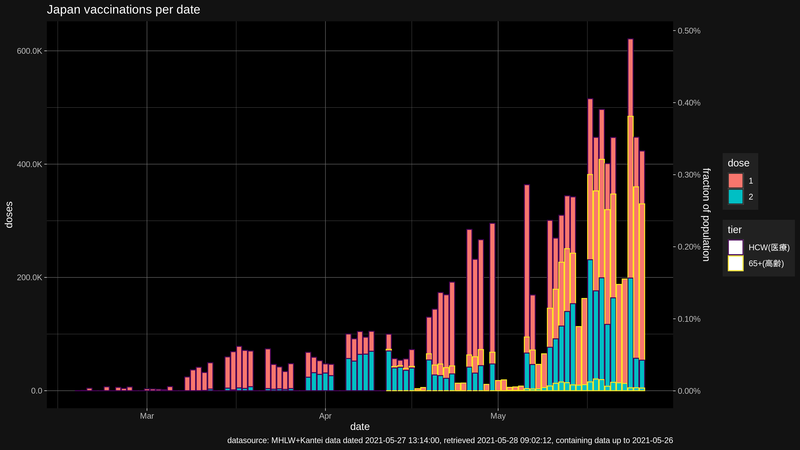 Japan vaccinations per date
600.0K
400.0K
200.0K
0.0
doses
0.50%
0.40%
0.30%
0.20%
0.10%
0.00%
fraction of population
Mar
Apr
May
date
dose
1
2
tier
HCW(医療)
65+(高齢)
datasource: MHLW+Kantei data dated 2021-05-27 13:14:00, retrieved 2021-05-28 09:02:12, containing data up to 2021-05-26